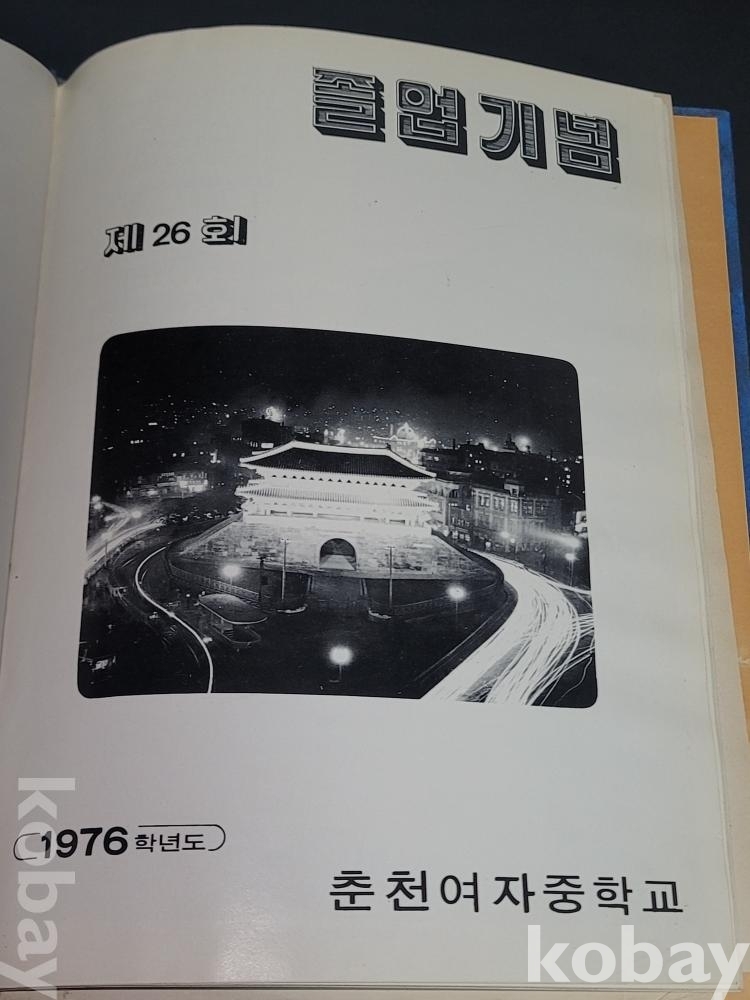 졸업기념
제 26 회
1976 학년도
춘천여자중학교
kobay
kobay